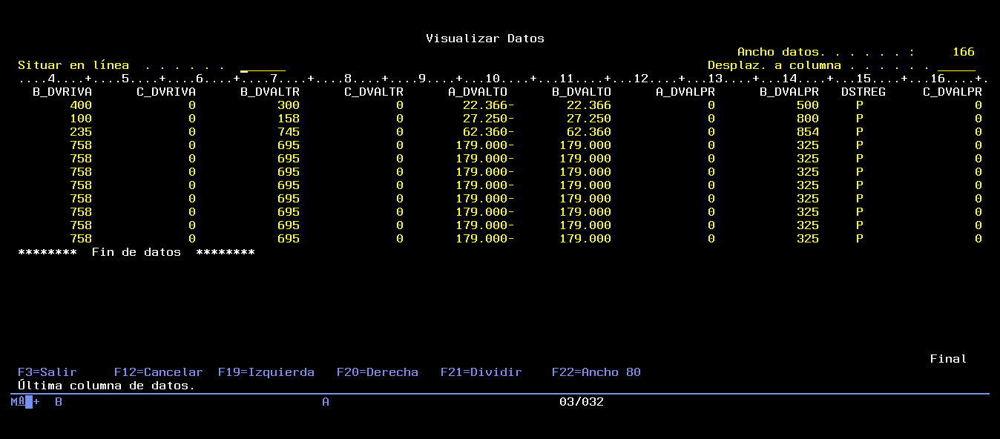 Visualizar Datos
Ancho datos. . . . . . . :     166
Situar en línea  . . . . . .  ______    Desplaz. a columna . . . . . . _____
....4....+....5....+....6....+....7....+....8....+....9....+...10....+...11....+...12....+...13....+...14....+...15....+...16....+.
B_DVRIVA      C_DVRIVA      B_DVALTR      C_DVALTR      A_DVALTO      B_DVALTO      A_DVALPR      B_DVALPR   DSTREG     C_DVALPR
400             0           300             0        22.366-       22.366             0           500     P               0
100             0           158             0        27.250-       27.250             0           800     P               0
235             0           745             0        62.360-       62.360             0           854     P               0
758             0           695             0       179.000-      179.000             0           325     P               0
758             0           695             0       179.000-      179.000             0           325     P               0
758             0           695             0       179.000-      179.000             0           325     P               0
758             0           695             0       179.000-      179.000             0           325     P               0
758             0           695             0       179.000-      179.000             0           325     P               0
758             0           695             0       179.000-      179.000             0           325     P               0
758             0           695             0       179.000-      179.000             0           325     P               0
758             0           695             0       179.000-      179.000             0           325     P               0
********  Fin de datos  ********
Final
F3=Salir     F12=Cancelar  F19=Izquierda   F20=Derecha   F21=Dividir    F22=Ancho 80
Última columna de datos.
MA+  B     A     03/032